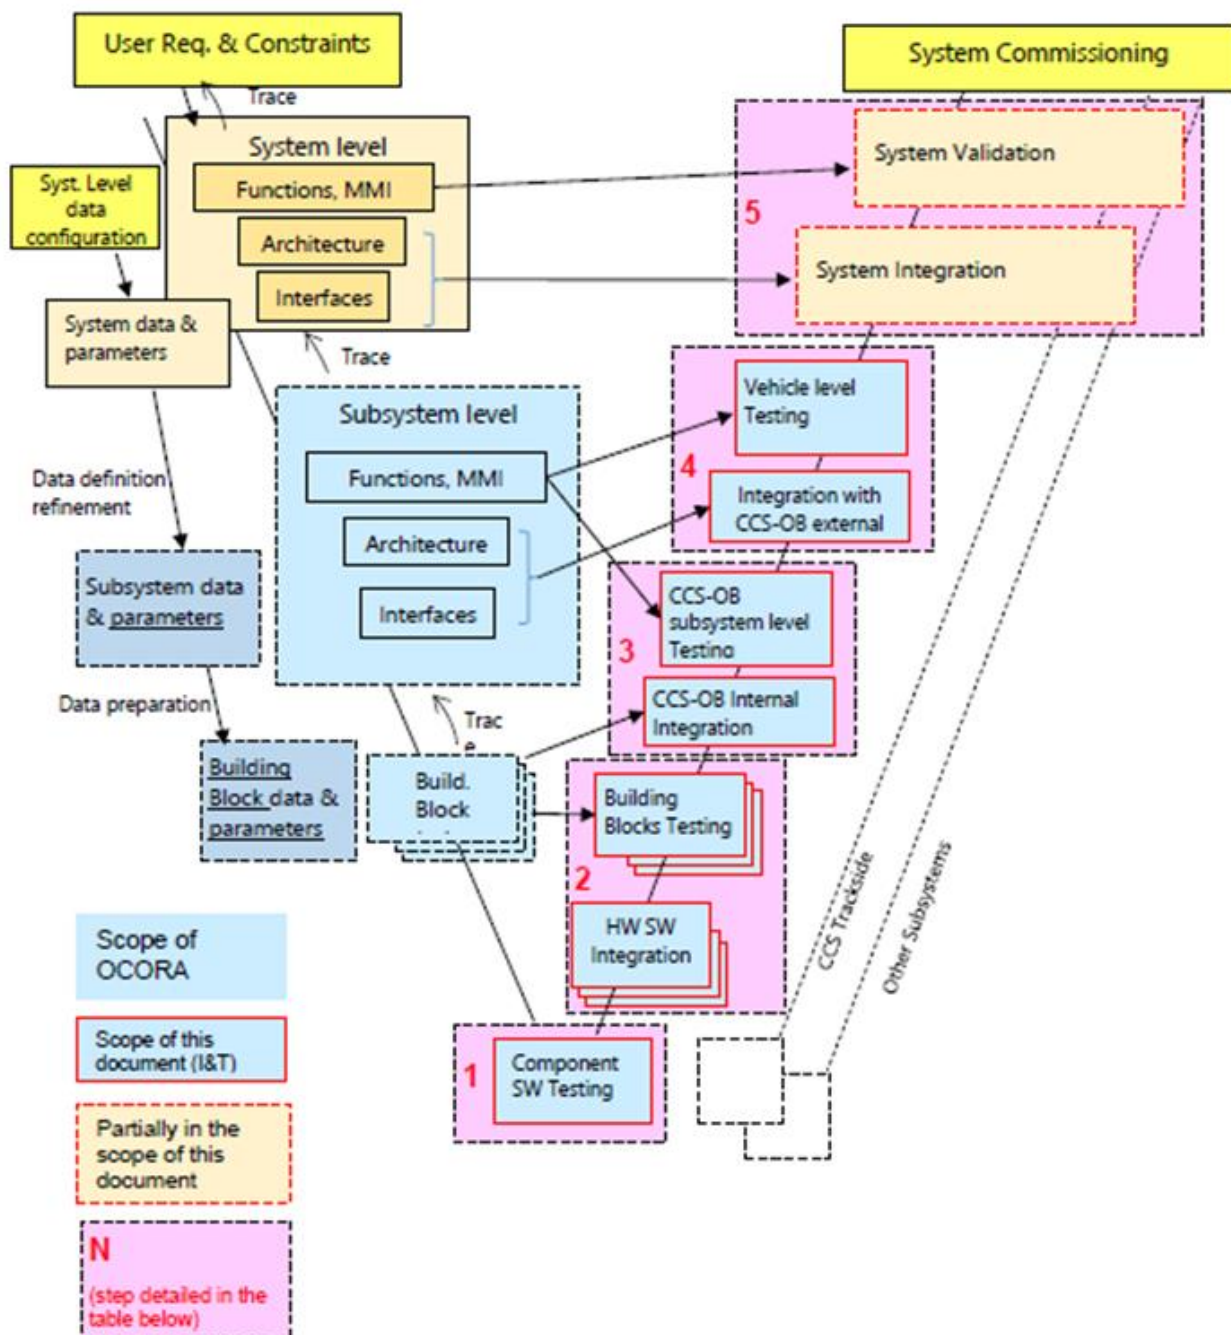 User Req. & Constraints
System Commissioning
Trace
System level
Functions, MMI
Architecture
Interfaces
Syst. Level
data
configuration
System data &
parameters
Trace
System Validation
5
System Integration
Subsystem level
Functions, MMI
Architecture
Interfaces
Vehicle level
Testing
4
Integration with
CCS-OB external
Data definition
refinement
Subsystem data
& parameters
CCS-OB
subsystem level
Testing
3
CCS-OB Internal
Integration
Data preparation
Trac
e
Building
Block data &
parameters
Build.
Block
Building
Blocks Testing
2
HW SW
Integration
CCS Trackside
Other Subsystems
1
Component
SW Testing
Scope of
OCORA
Scope of this
document (I&T)
Partially in the
scope of this
document
N
(step detailed in the
table below)